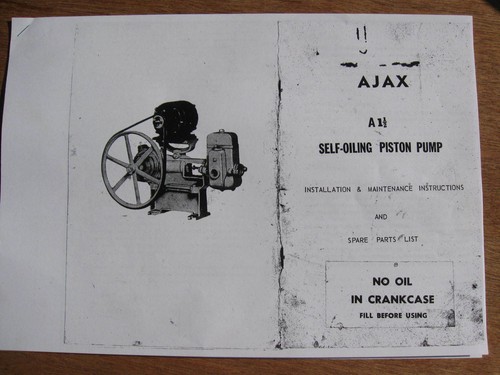 AJAX
A 1½
SELF-OILING PISTON PUMP
INSTALLATION & MAINTENANCE INSTRUCTIONS
AND
SPARE PARTS LIST
NO OIL
IN CRANKCASE
FILL BEFORE USING